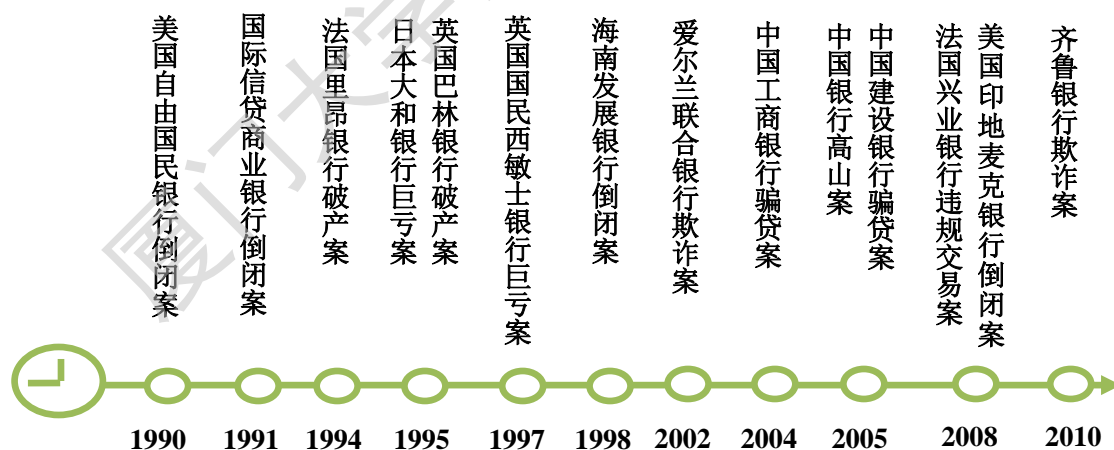 美国自由国民银行倒闭案
国际信贷商业银行倒闭案
法国里昂银行破产案
日本大和银行巨亏案
英国巴林银行破产案
英国国民西敏士银行巨亏案
海南发展银行倒闭案
爱尔兰联合银行欺诈案
中国工商银行骗贷案
中国银行高山案
中国建设银行骗贷案
法国兴业银行违规交易案
美国印地麦克银行倒闭案
齐鲁银行欺诈案
1990 1991 1994 1995 1997 1998 2002 2004 2005 2008 2010
厦门大学